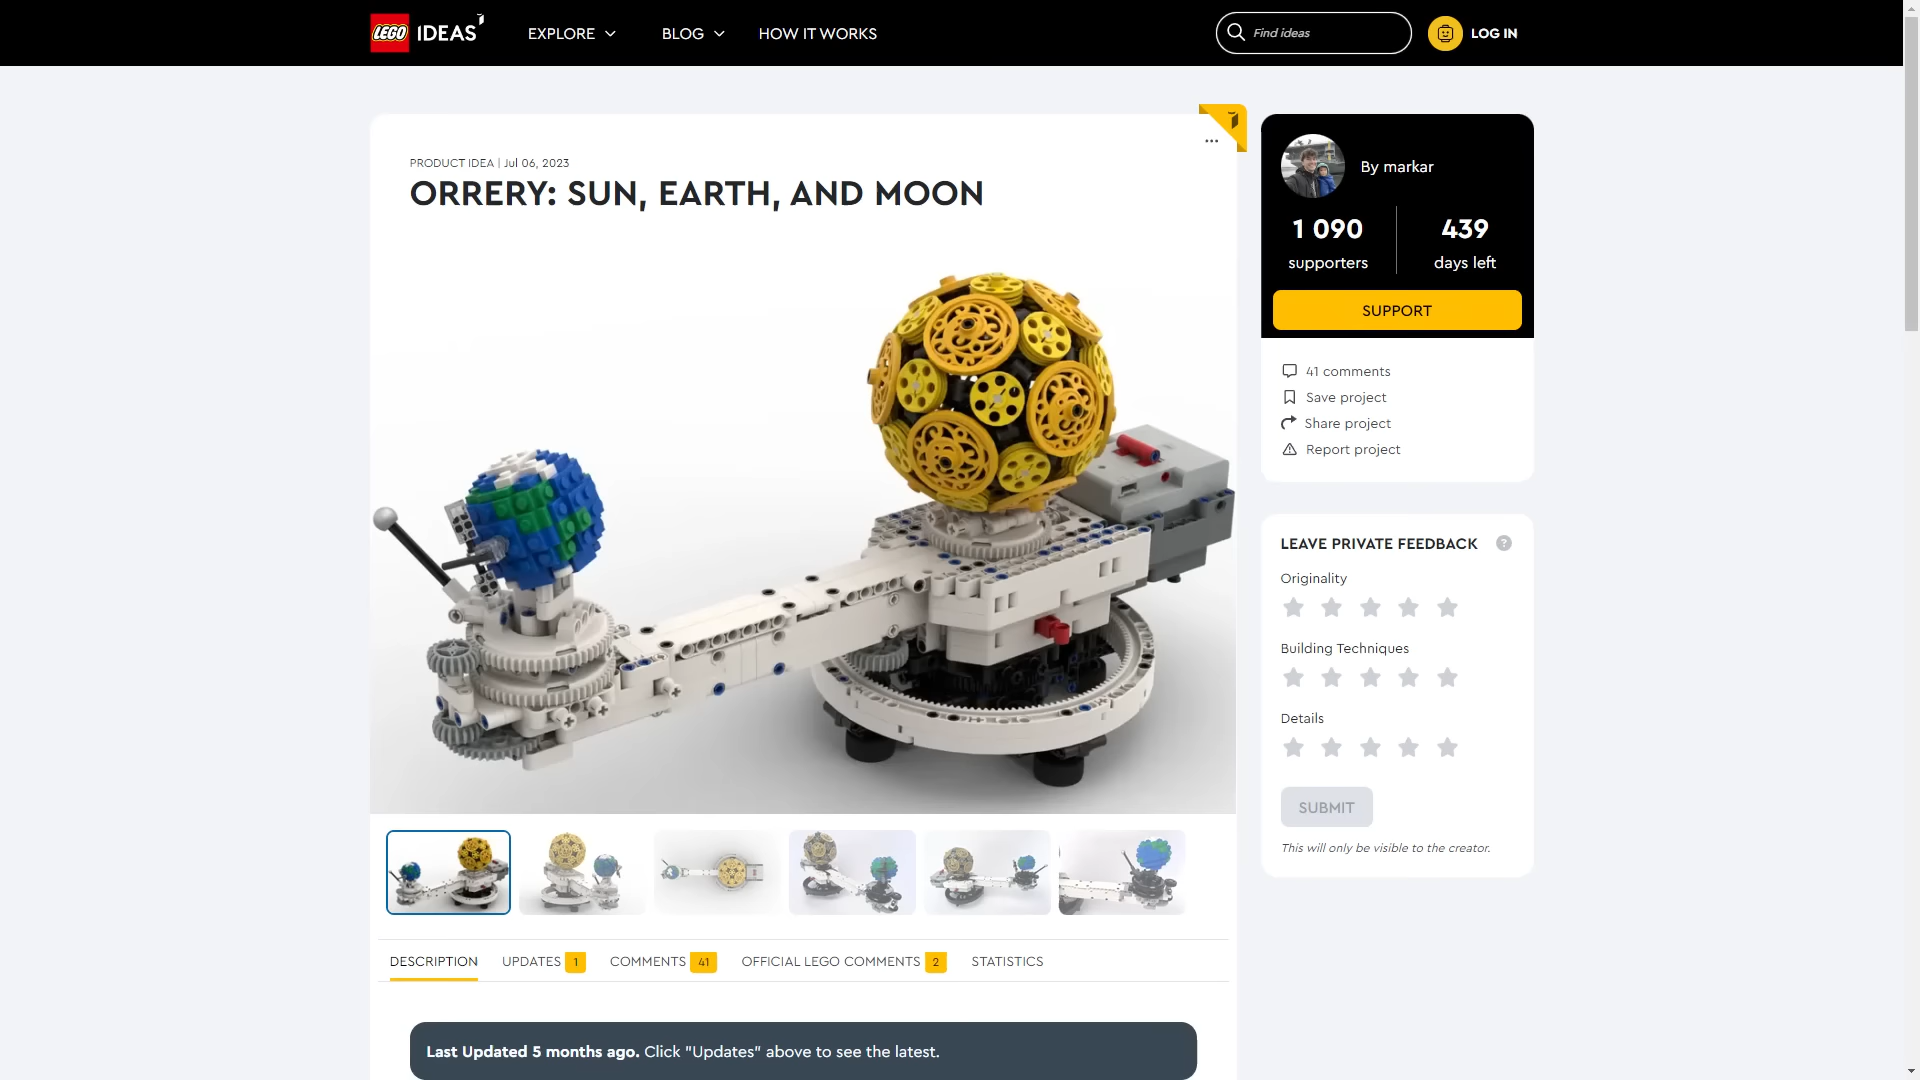 LEGO IDEAS
EXPLORE
BLOG
HOW IT WORKS
Find ideas
LOG IN
PRODUCT IDEA | Jul 06, 2023
ORRERY: SUN, EARTH, AND MOON
By markar
1 090
supporters
439
days left
SUPPORT
41 comments
Save project
Share project
Report project
LEAVE PRIVATE FEEDBACK ?
Originality
Building Techniques
Details
SUBMIT
This will only be visible to the creator.
DESCRIPTION
UPDATES 1
COMMENTS 41
OFFICIAL LEGO COMMENTS 2
STATISTICS
Last Updated 5 months ago. Click "Updates" above to see the latest.